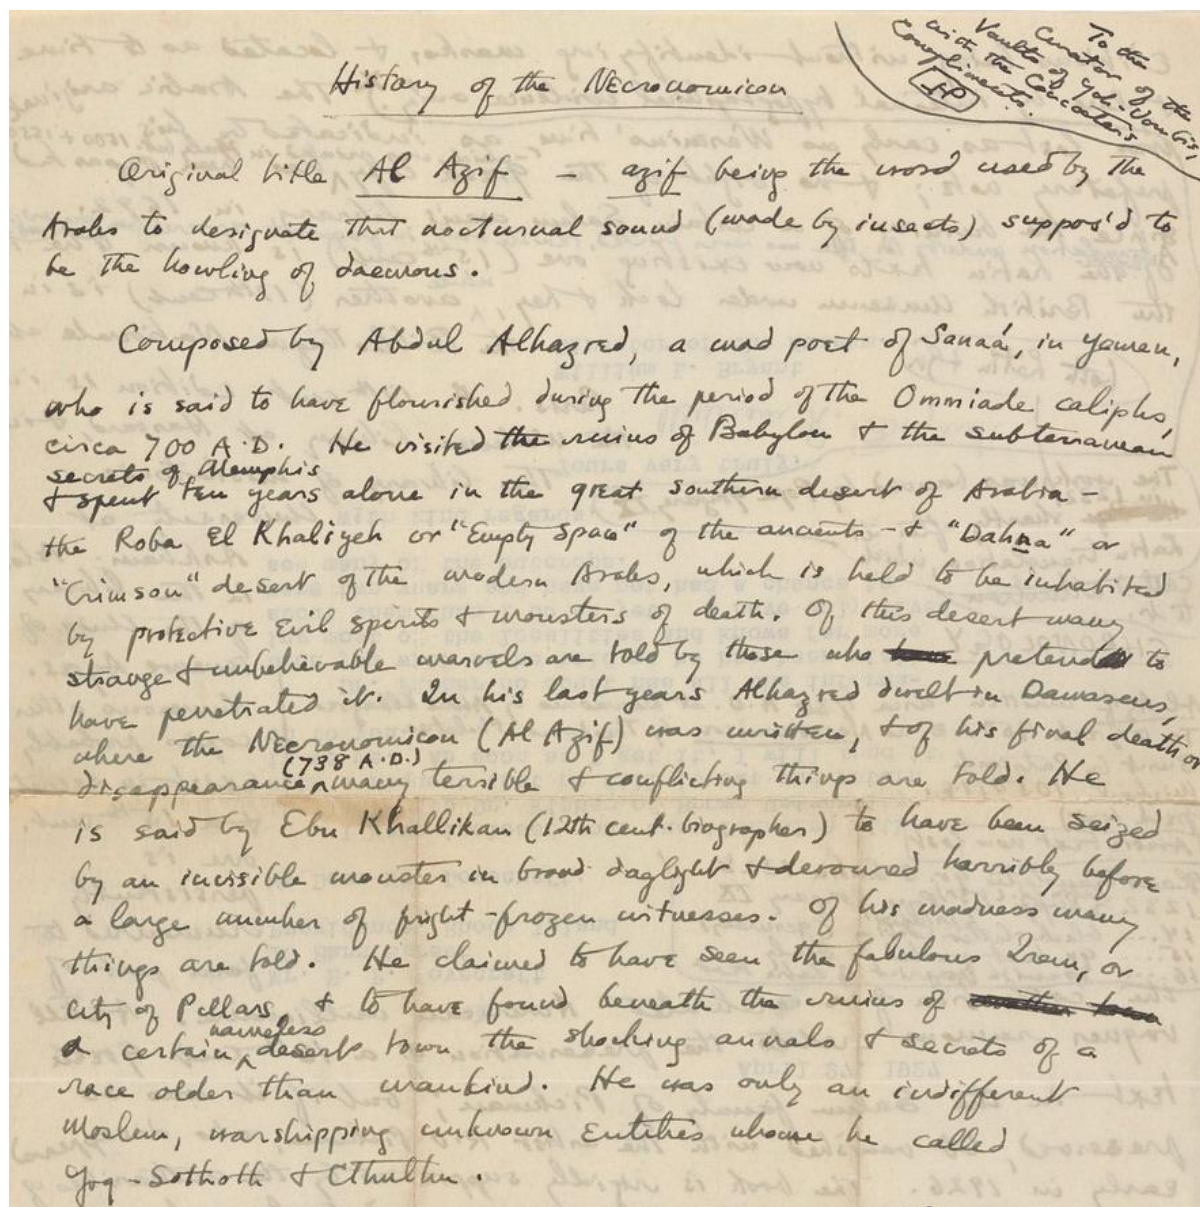 To the
Curator of the
Vaults of Yoh-Vombis,
with the Concocter's
Compliments.
HP
History of the Necronomicon
Original title Al Azif — azif being the word used by the
Arabs to designate that nocturnal sound (made by insects) suppos'd to
be the howling of daemons.
Composed by Abdul Alhazred, a mad poet of Sanaá, in Yemen,
who is said to have flourished during the period of the Ommiade caliphs,
circa 700 A.D. He visited the ruins of Babylon & the subterranean
secrets of Memphis
& spent ten years alone in the great southern desert of Arabia —
the Roba El Khaliyeh or "Empty Space" of the ancients — & "Dahna" or
"Crimson" desert of the modern Arabs, which is held to be inhabited
by protective evil spirits & monsters of death. Of this desert many
strange & unbelievable marvels are told by those who pretend to
have penetrated it. In his last years Alhazred dwelt in Damascus,
where the Necronomicon (Al Azif) was written, & of his final death or
(738 A.D.)
disappearance many terrible & conflicting things are told. He
is said by Ebn Khallikan (12th cent. biographer) to have been seized
by an invisible monster in broad daylight & devoured horribly before
a large number of fright-frozen witnesses. Of his madness many
things are told. He claimed to have seen the fabulous Irem, or
City of Pillars, & to have found beneath the ruins of
nameless
a certain desert town the shocking annals & secrets of a
race older than mankind. He was only an indifferent
Moslem, worshipping unknown Entities whom he called
Yog-Sothoth & Cthulhu.